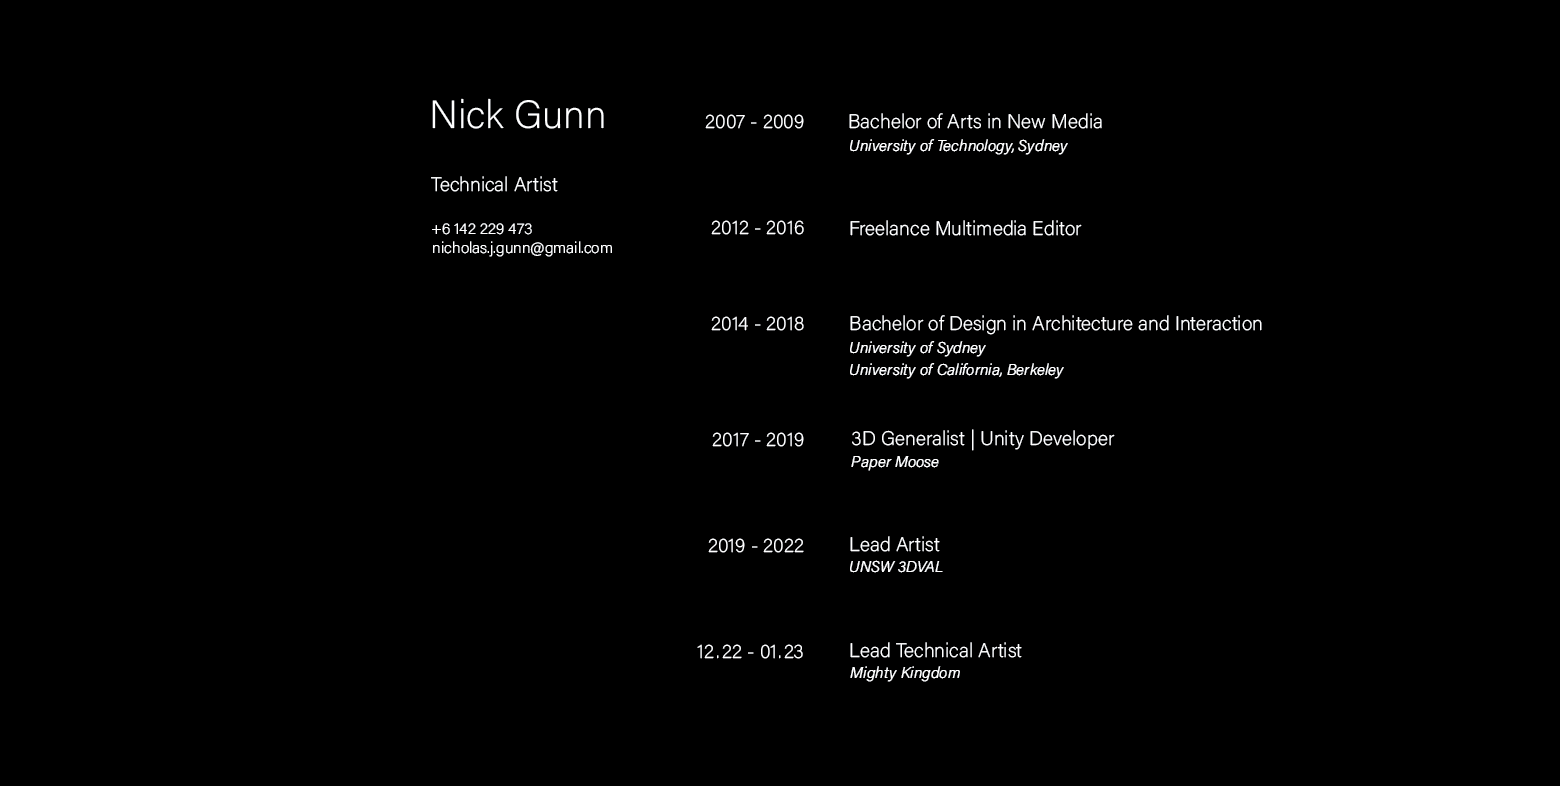 Nick Gunn
Technical Artist
+6 142 229 473
nicholas.j.gunn@gmail.com
2007 - 2009 Bachelor of Arts in New Media
University of Technology, Sydney
2012 - 2016 Freelance Multimedia Editor
2014 - 2018 Bachelor of Design in Architecture and Interaction
University of Sydney
University of California, Berkeley
2017 - 2019 3D Generalist | Unity Developer
Paper Moose
2019 - 2022 Lead Artist
UNSW 3DVAL
12.22 - 01.23 Lead Technical Artist
Mighty Kingdom